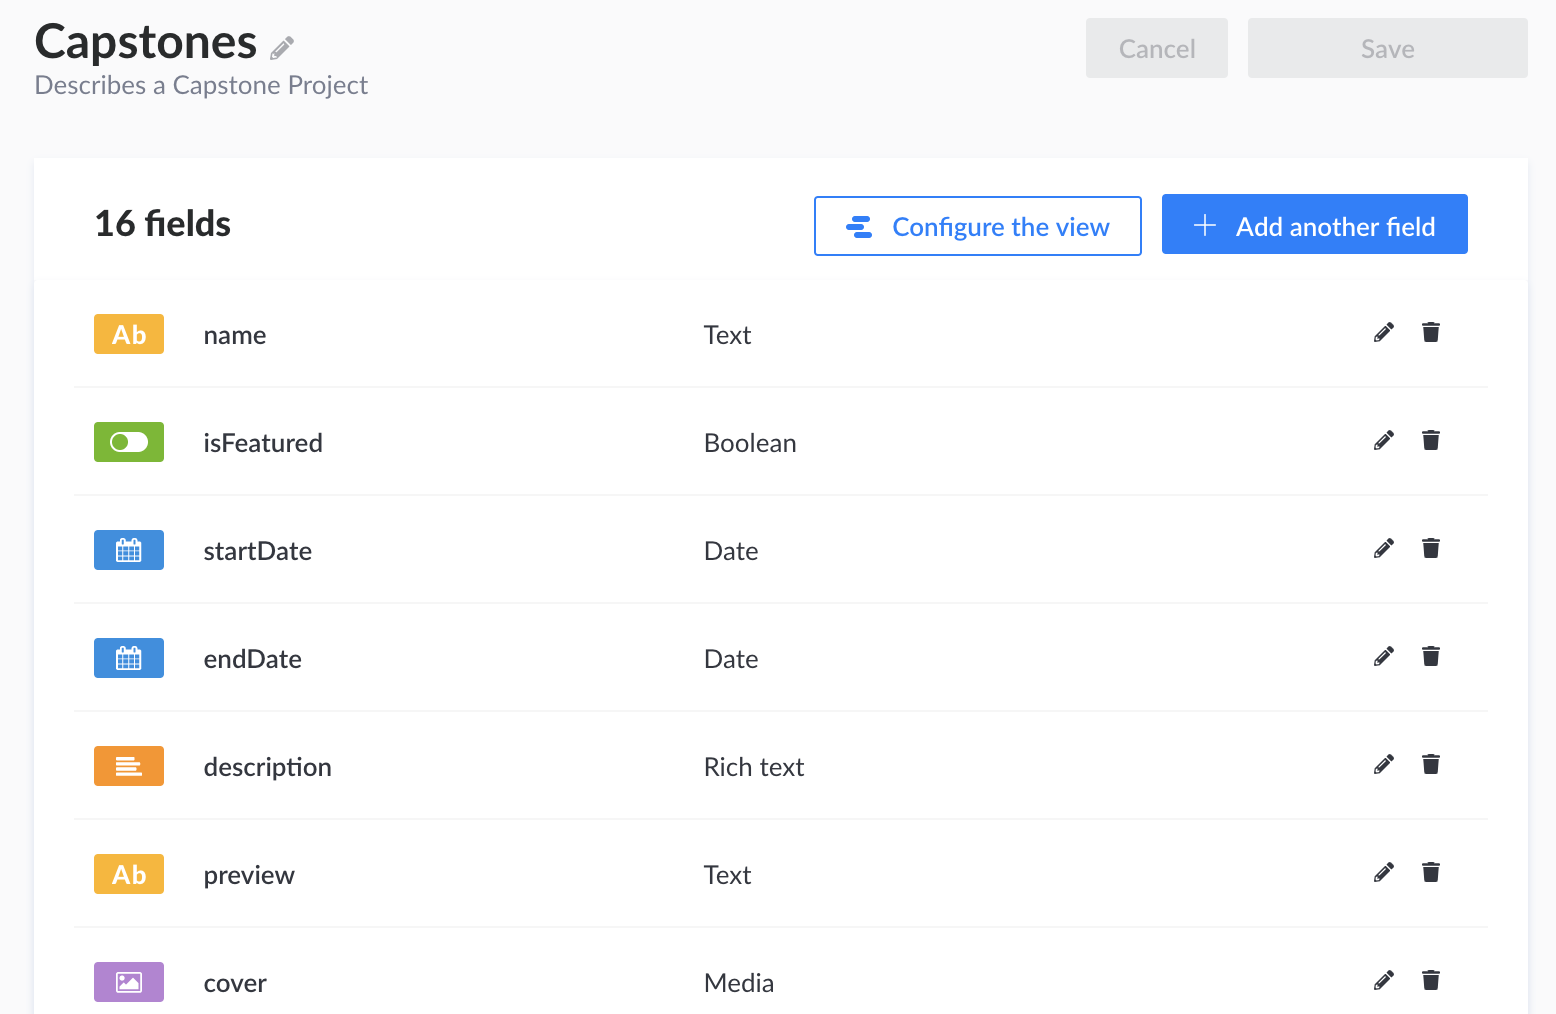 Capstones
Cancel
Save
Describes a Capstone Project
16 fields
Configure the view
Add another field
Ab name Text
isFeatured Boolean
startDate Date
endDate Date
description Rich text
Ab preview Text
cover Media